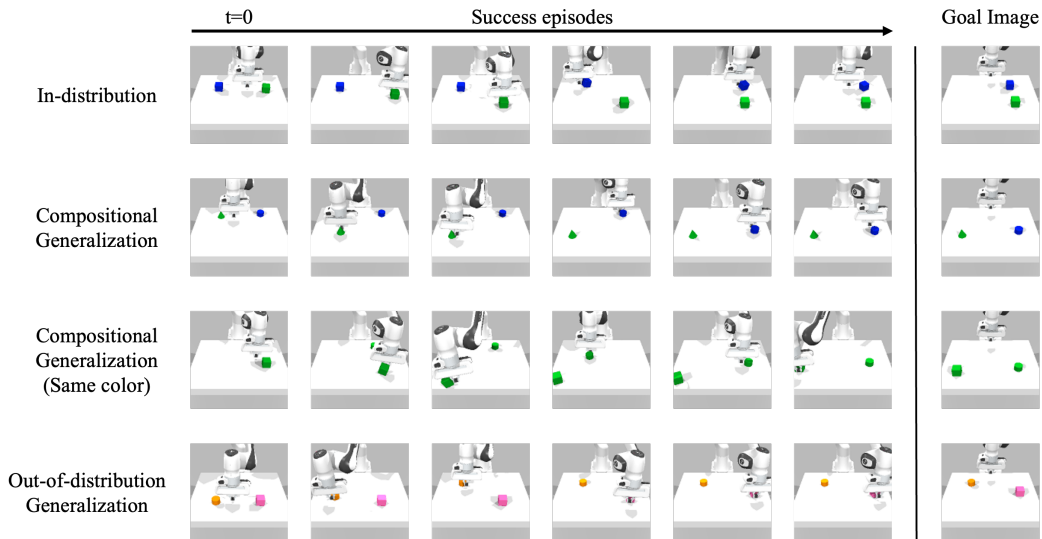 t=0
Success episodes
Goal Image
In-distribution
Compositional
Generalization
Compositional
Generalization
(Same color)
Out-of-distribution
Generalization